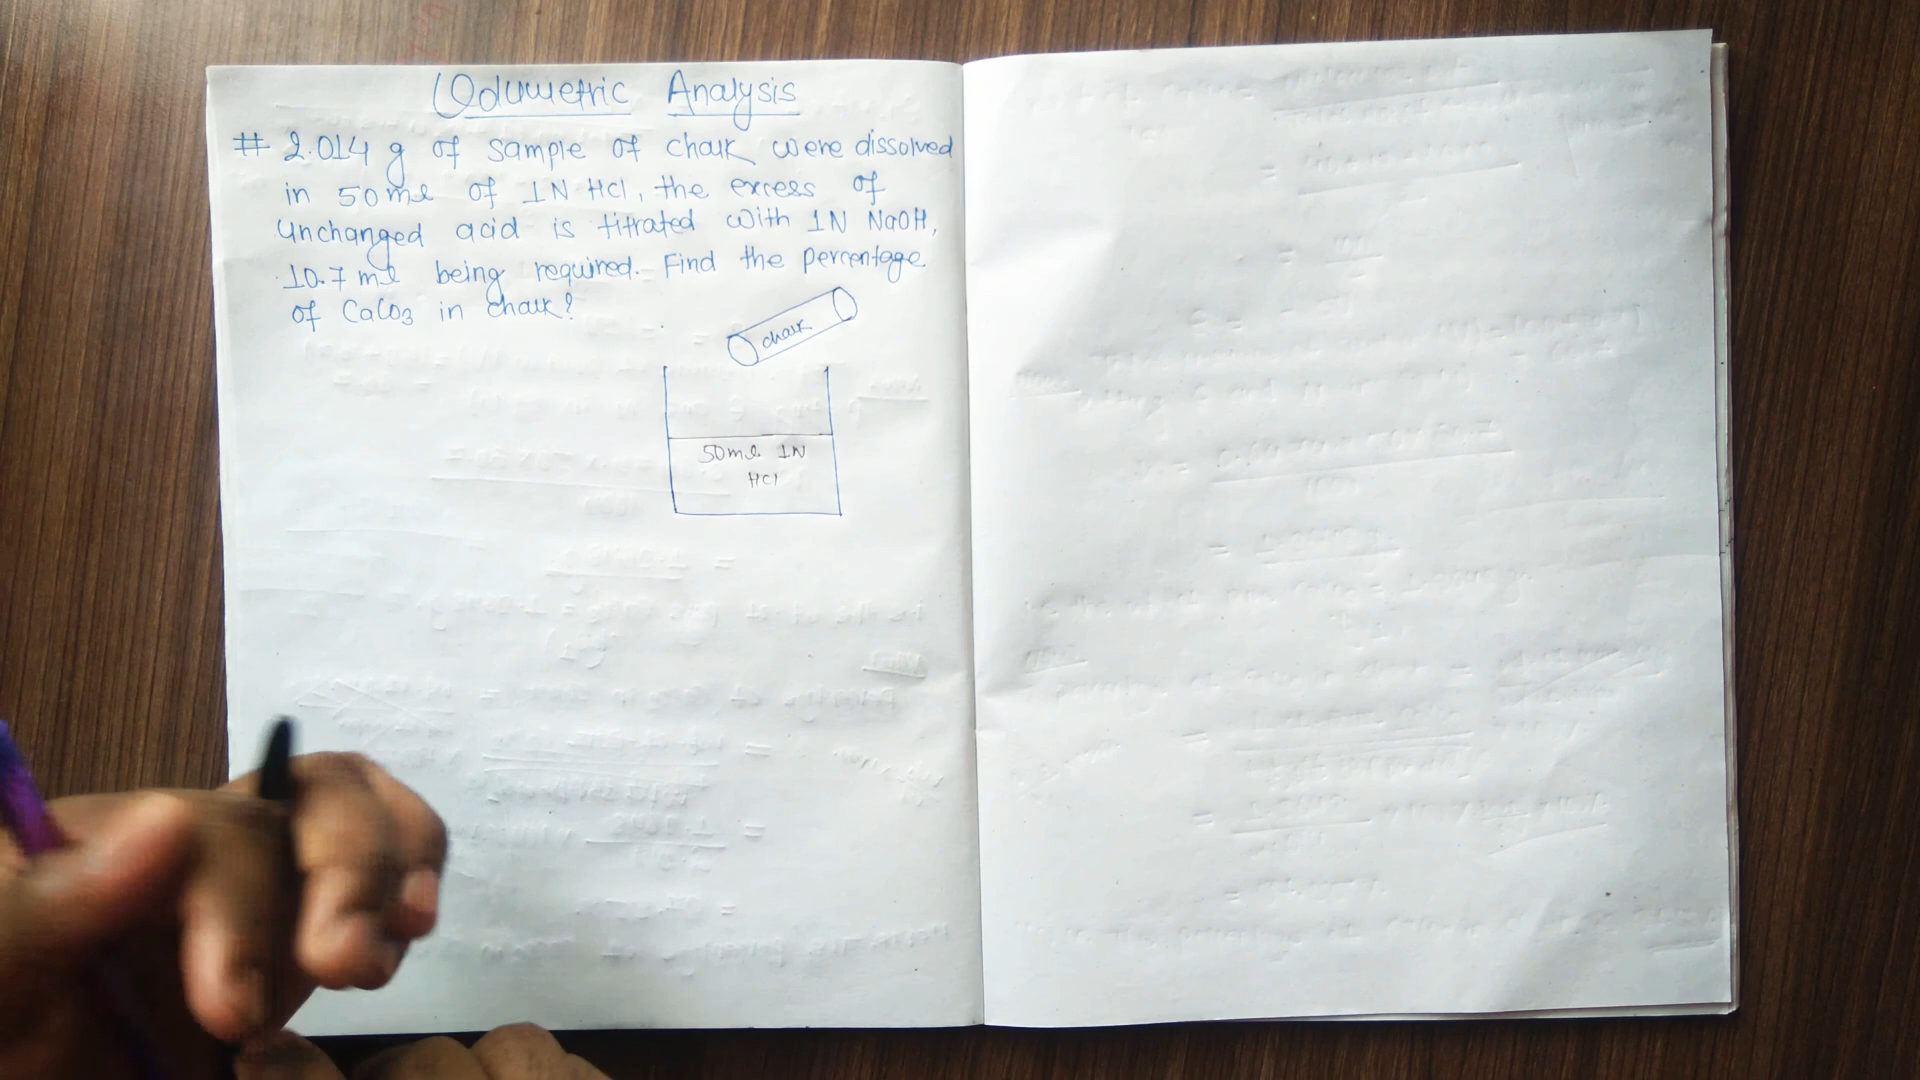 Volumetric Analysis
# 2.014 g of sample of chalk were dissolved
in 50 ml of 1N HCl, the excess of
Unchanged acid is titrated with 1N NaOH,
10.7 ml being required. Find the percentage
of CaCO3 in chalk?
chalk
50ml 1N
HCl